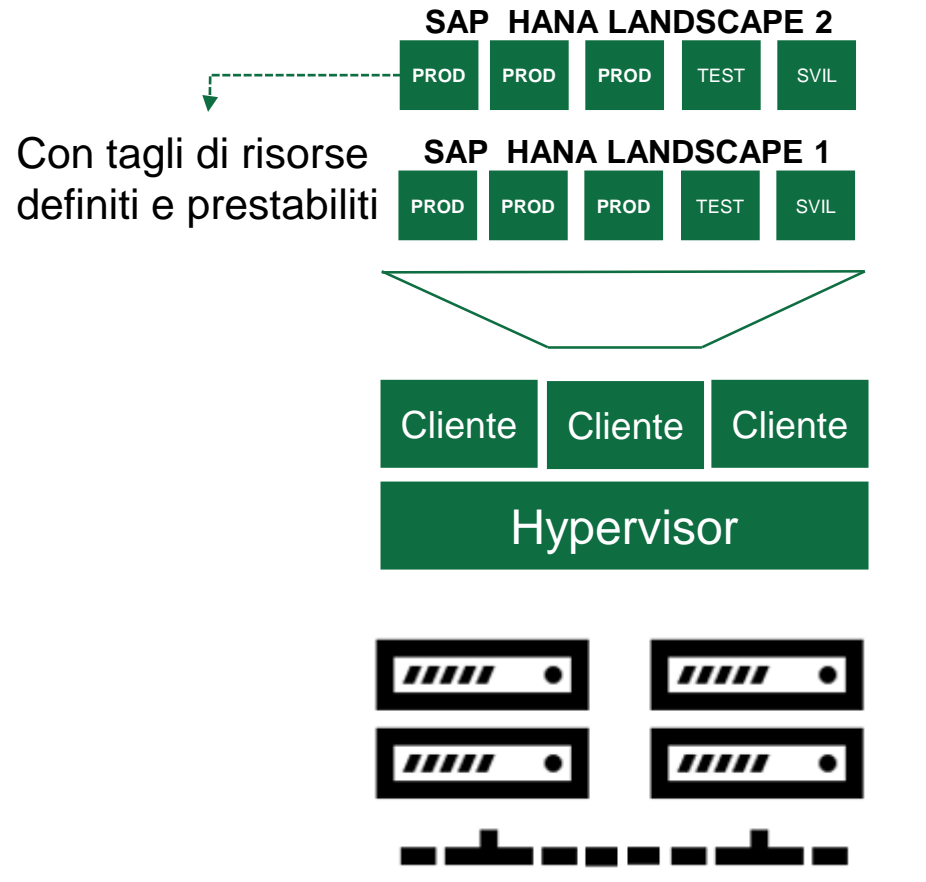 SAP HANA LANDSCAPE 2
PROD PROD PROD TEST SVIL
Con tagli di risorse
definiti e prestabiliti
SAP HANA LANDSCAPE 1
PROD PROD PROD TEST SVIL
Cliente Cliente Cliente
Hypervisor